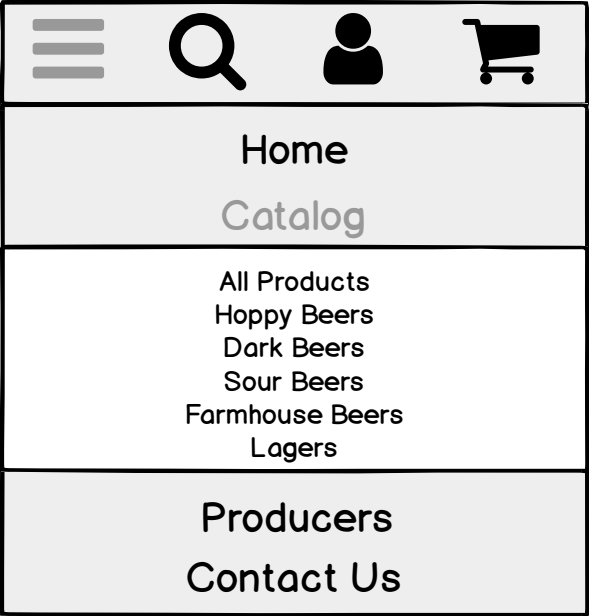 Home
Catalog
All Products
Hoppy Beers
Dark Beers
Sour Beers
Farmhouse Beers
Lagers
Producers
Contact Us